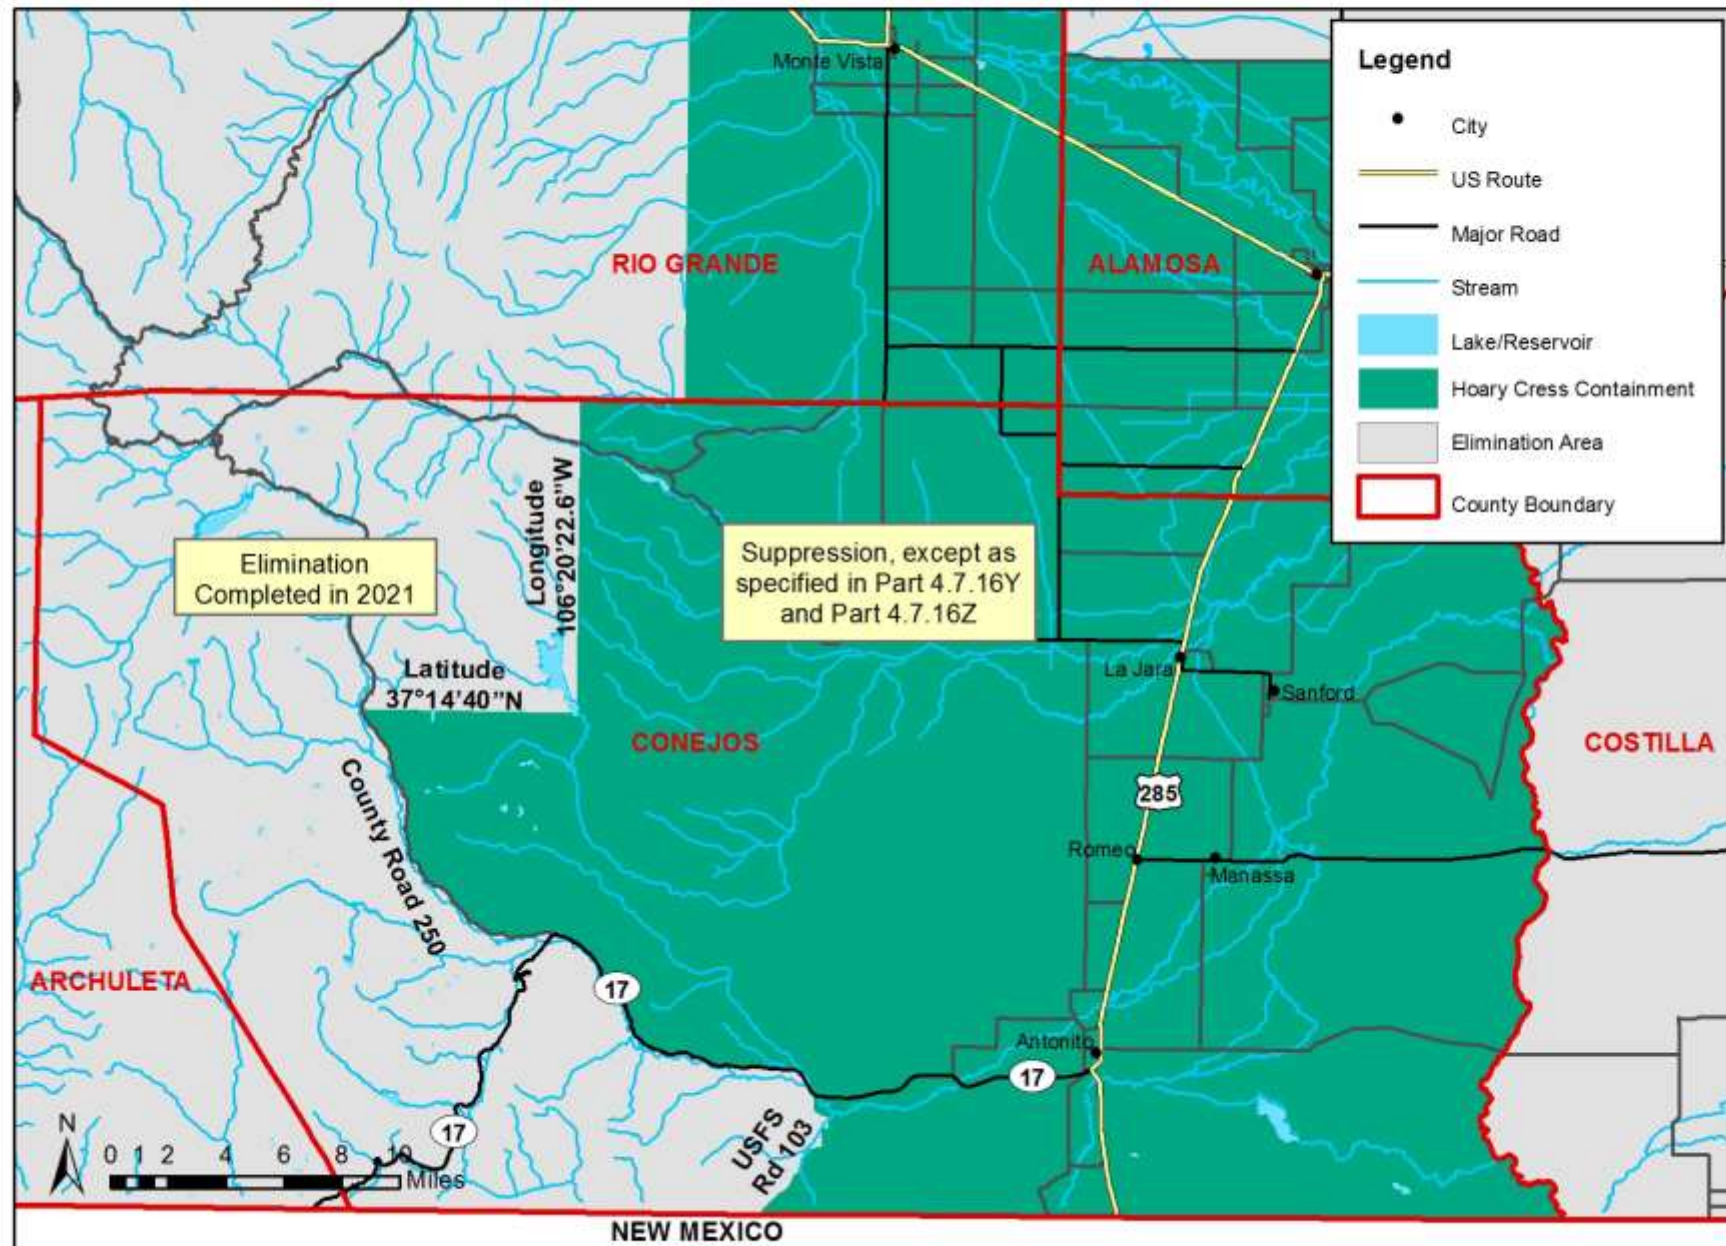 Legend
City
US Route
Major Road
Stream
Lake/Reservoir
Hoary Cress Containment
Elimination Area
County Boundary
Monte Vista
RIO GRANDE
ALAMOSA
Longitude
106°20'22.6"W
Elimination
Completed in 2021
Suppression, except as
specified in Part 4.7.16Y
and Part 4.7.16Z
Latitude
37°14'40"N
La Jara
Sanford
CONEJOS
COSTILLA
285
County Road 250
Romeo
Manassa
ARCHULETA
17
Antonito
17
17
USFS
Rd 103
N
0 1 2 4 6 8 10
Miles
NEW MEXICO